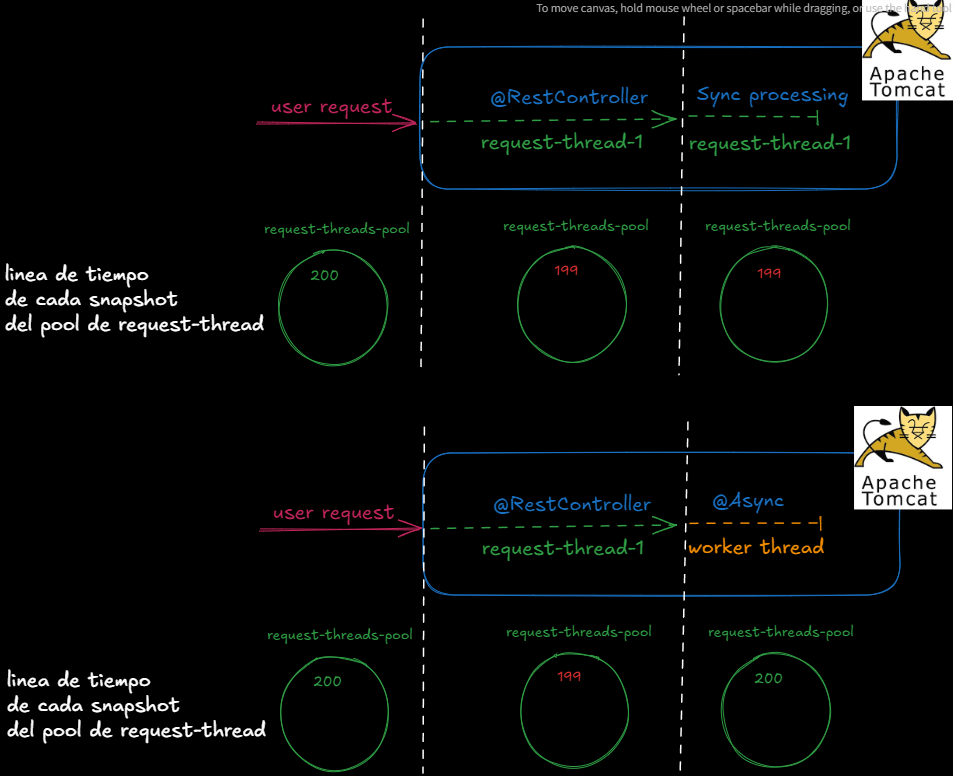 To move canvas, hold mouse wheel or spacebar while dragging, or use the hand tool
Apache
Tomcat
user request
@RestController
Sync processing
request-thread-1
request-thread-1
request-threads-pool
request-threads-pool
request-threads-pool
200
199
199
linea de tiempo
de cada snapshot
del pool de request-thread
Apache
Tomcat
user request
@RestController
@Async
request-thread-1
worker thread
request-threads-pool
request-threads-pool
request-threads-pool
200
199
200
linea de tiempo
de cada snapshot
del pool de request-thread